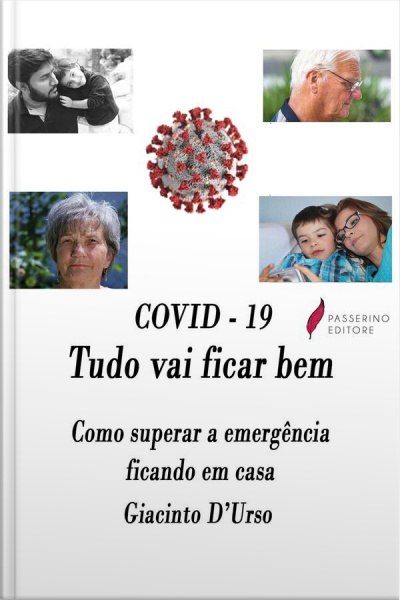 COVID - 19
PASSERINO
EDITORE
Tudo vai ficar bem
Como superar a emergência
ficando em casa
Giacinto D'Urso